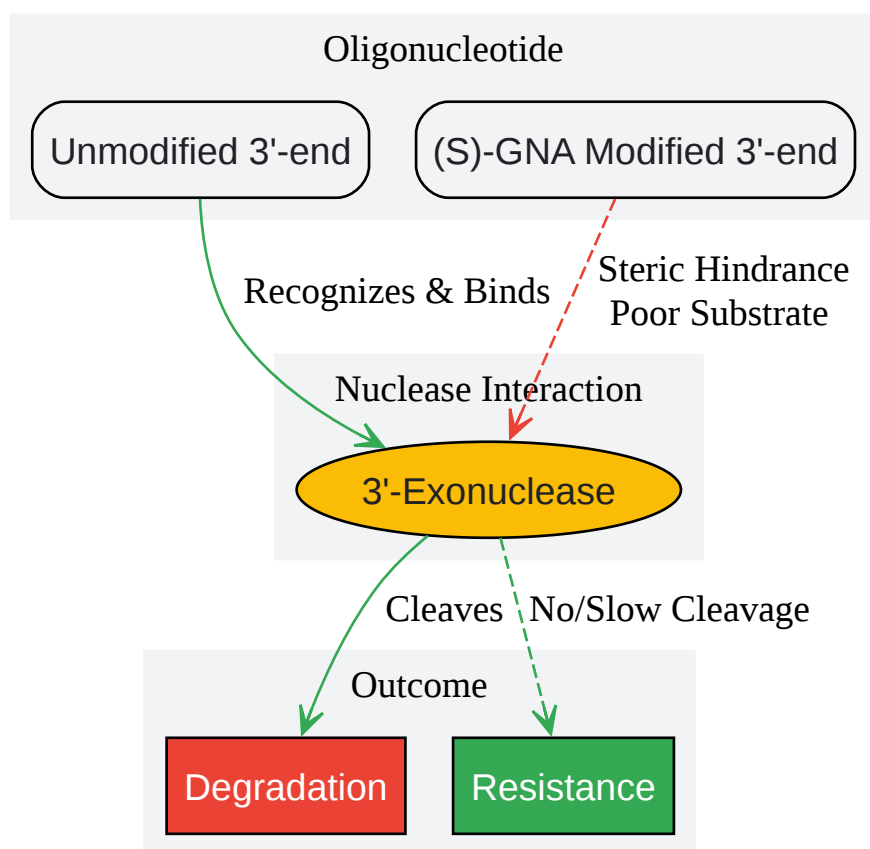 Oligonucleotide
Unmodified 3'-end
(S)-GNA Modified 3'-end
Recognizes & Binds
Steric Hindrance
Poor Substrate
Nuclease Interaction
3'-Exonuclease
Cleaves
No/Slow Cleavage
Outcome
Degradation
Resistance